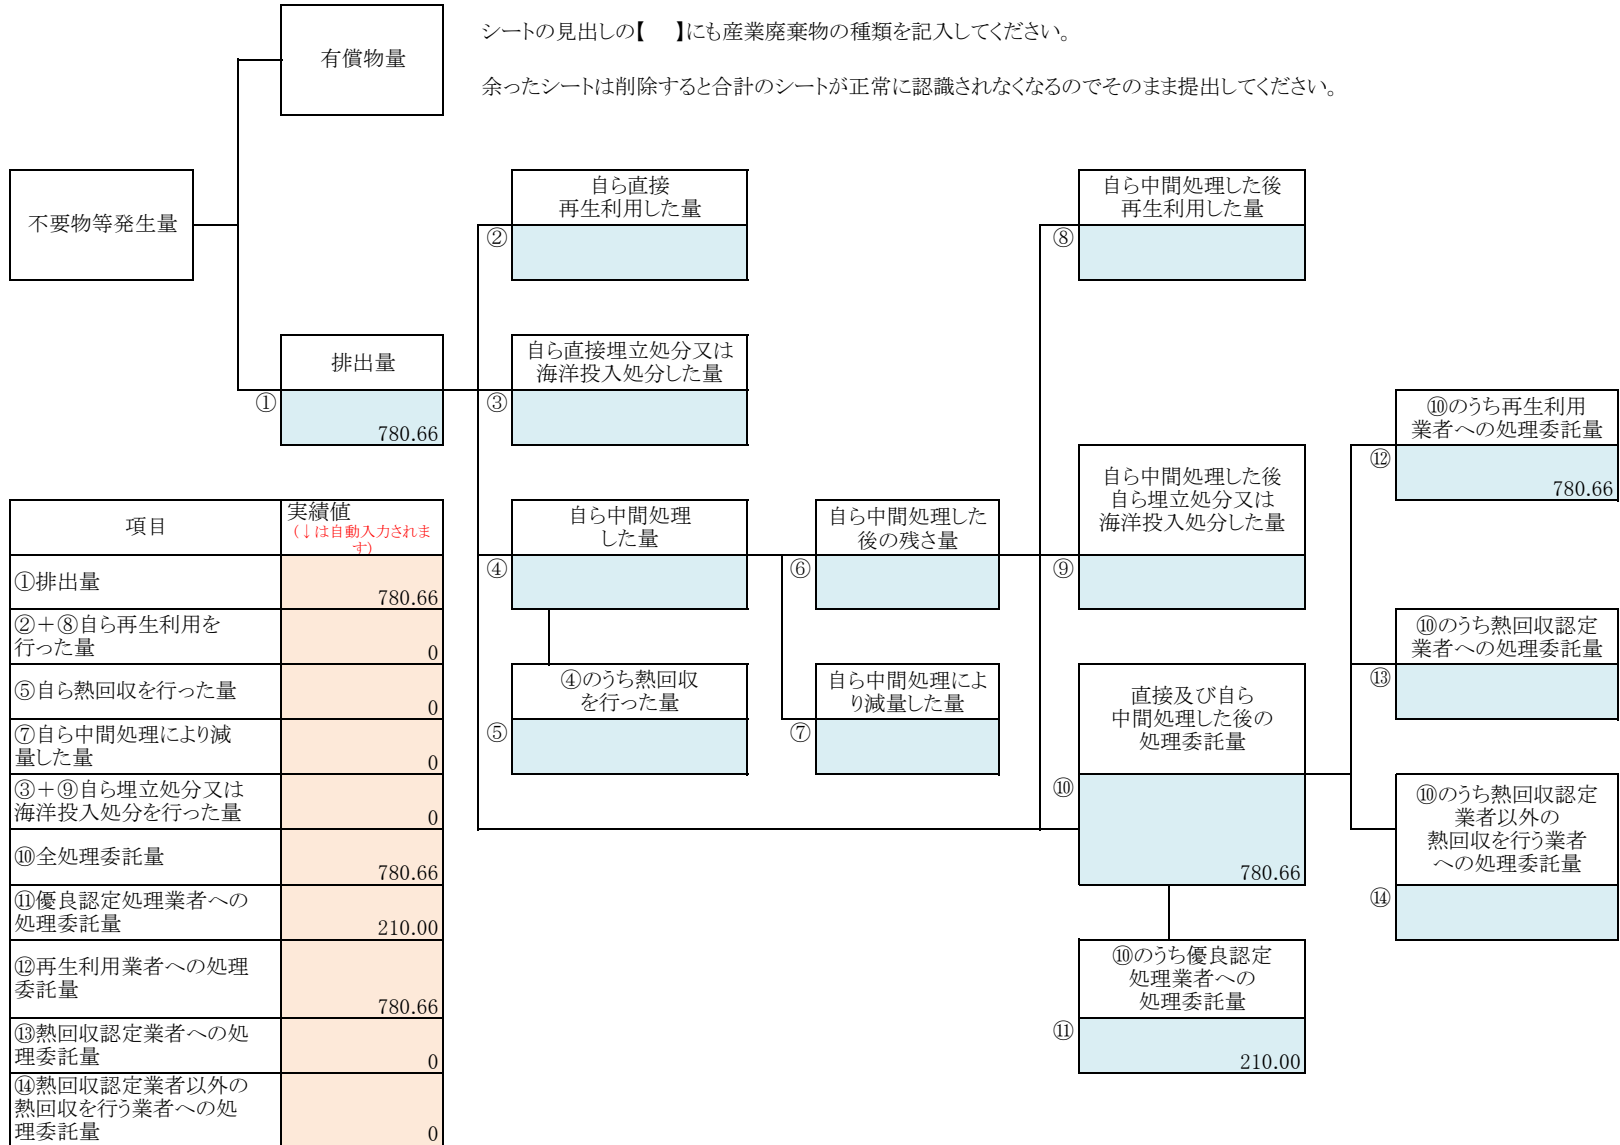 有償物量
シートの見出しの【　】にも産業廃棄物の種類を記入してください。
余ったシートは削除すると合計のシートが正常に認識されなくなるのでそのまま提出してください。
不要物等発生量
自ら直接
再生利用した量
②
自ら中間処理した後
再生利用した量
⑧
排出量
①
780.66
自ら直接埋立処分又は
海洋投入処分した量
③
⑩のうち再生利用
業者への処理委託量
⑫
780.66
自ら中間処理
した量
④
自ら中間処理した
後の残さ量
⑥
自ら中間処理した後
自ら埋立処分又は
海洋投入処分した量
⑨
⑩のうち熱回収認定
業者への処理委託量
⑬
④のうち熱回収
を行った量
⑤
自ら中間処理によ
り減量した量
⑦
直接及び自ら
中間処理した後の
処理委託量
⑩
780.66
⑩のうち熱回収認定
業者以外の
熱回収を行う業者
への処理委託量
⑭
⑩のうち優良認定
処理業者への
処理委託量
⑪
210.00
項目
実績値
(↓は自動入力されま
す)
①排出量
780.66
②＋⑧自ら再生利用を
行った量
0
⑤自ら熱回収を行った量
0
⑦自ら中間処理により減
量した量
0
③＋⑨自ら埋立処分又は
海洋投入処分を行った量
0
⑩全処理委託量
780.66
⑪優良認定処理業者への
処理委託量
210.00
⑫再生利用業者への処理
委託量
780.66
⑬熱回収認定業者への処
理委託量
0
⑭熱回収認定業者以外の
熱回収を行う業者への処
理委託量
0